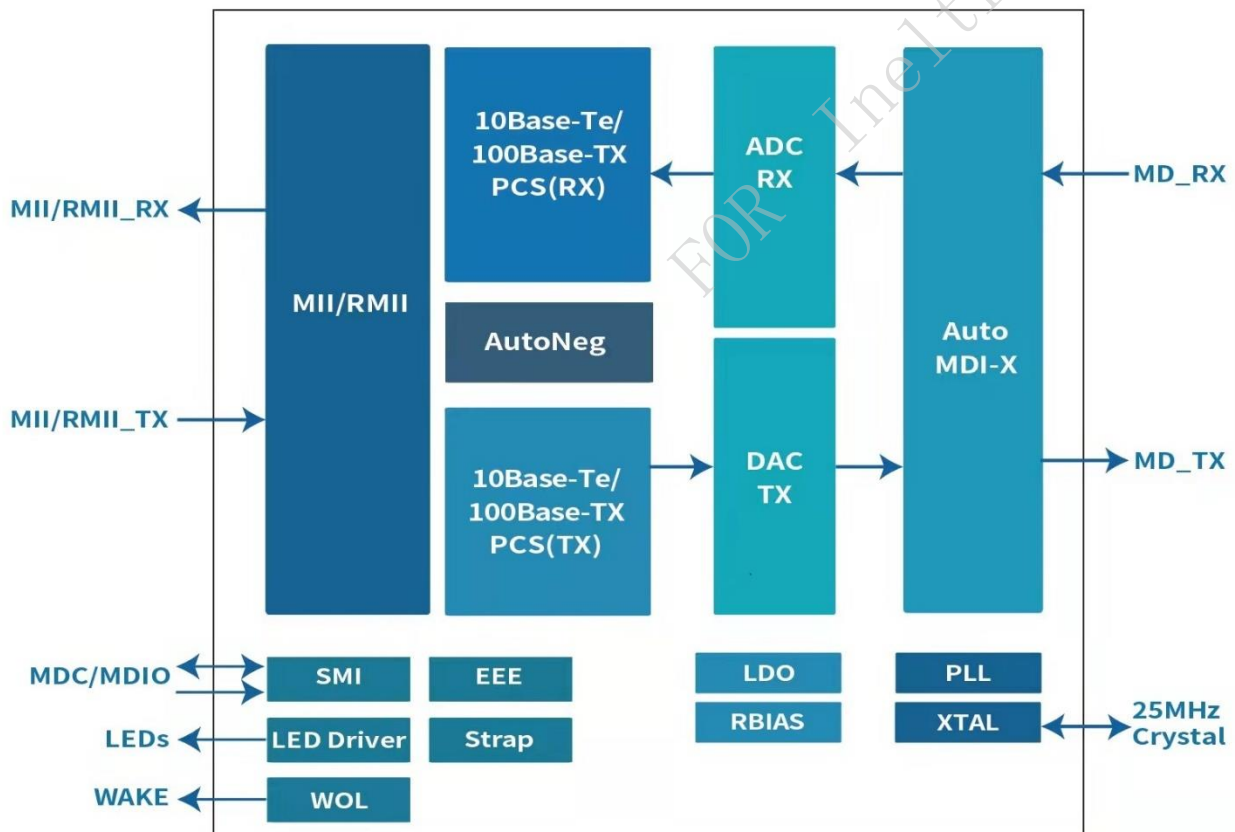 10Base-Te/
100Base-TX
PCS(RX)
ADC
RX
MD_RX
MII/RMII_RX
MII/RMII
AutoNeg
Auto
MDI-X
MII/RMII_TX
10Base-Te/
100Base-TX
PCS(TX)
DAC
TX
MD_TX
MDC/MDIO
SMI
EEE
LDO
PLL
LEDs
LED Driver
Strap
RBIAS
XTAL
25MHz
Crystal
WAKE
WOL
FOR